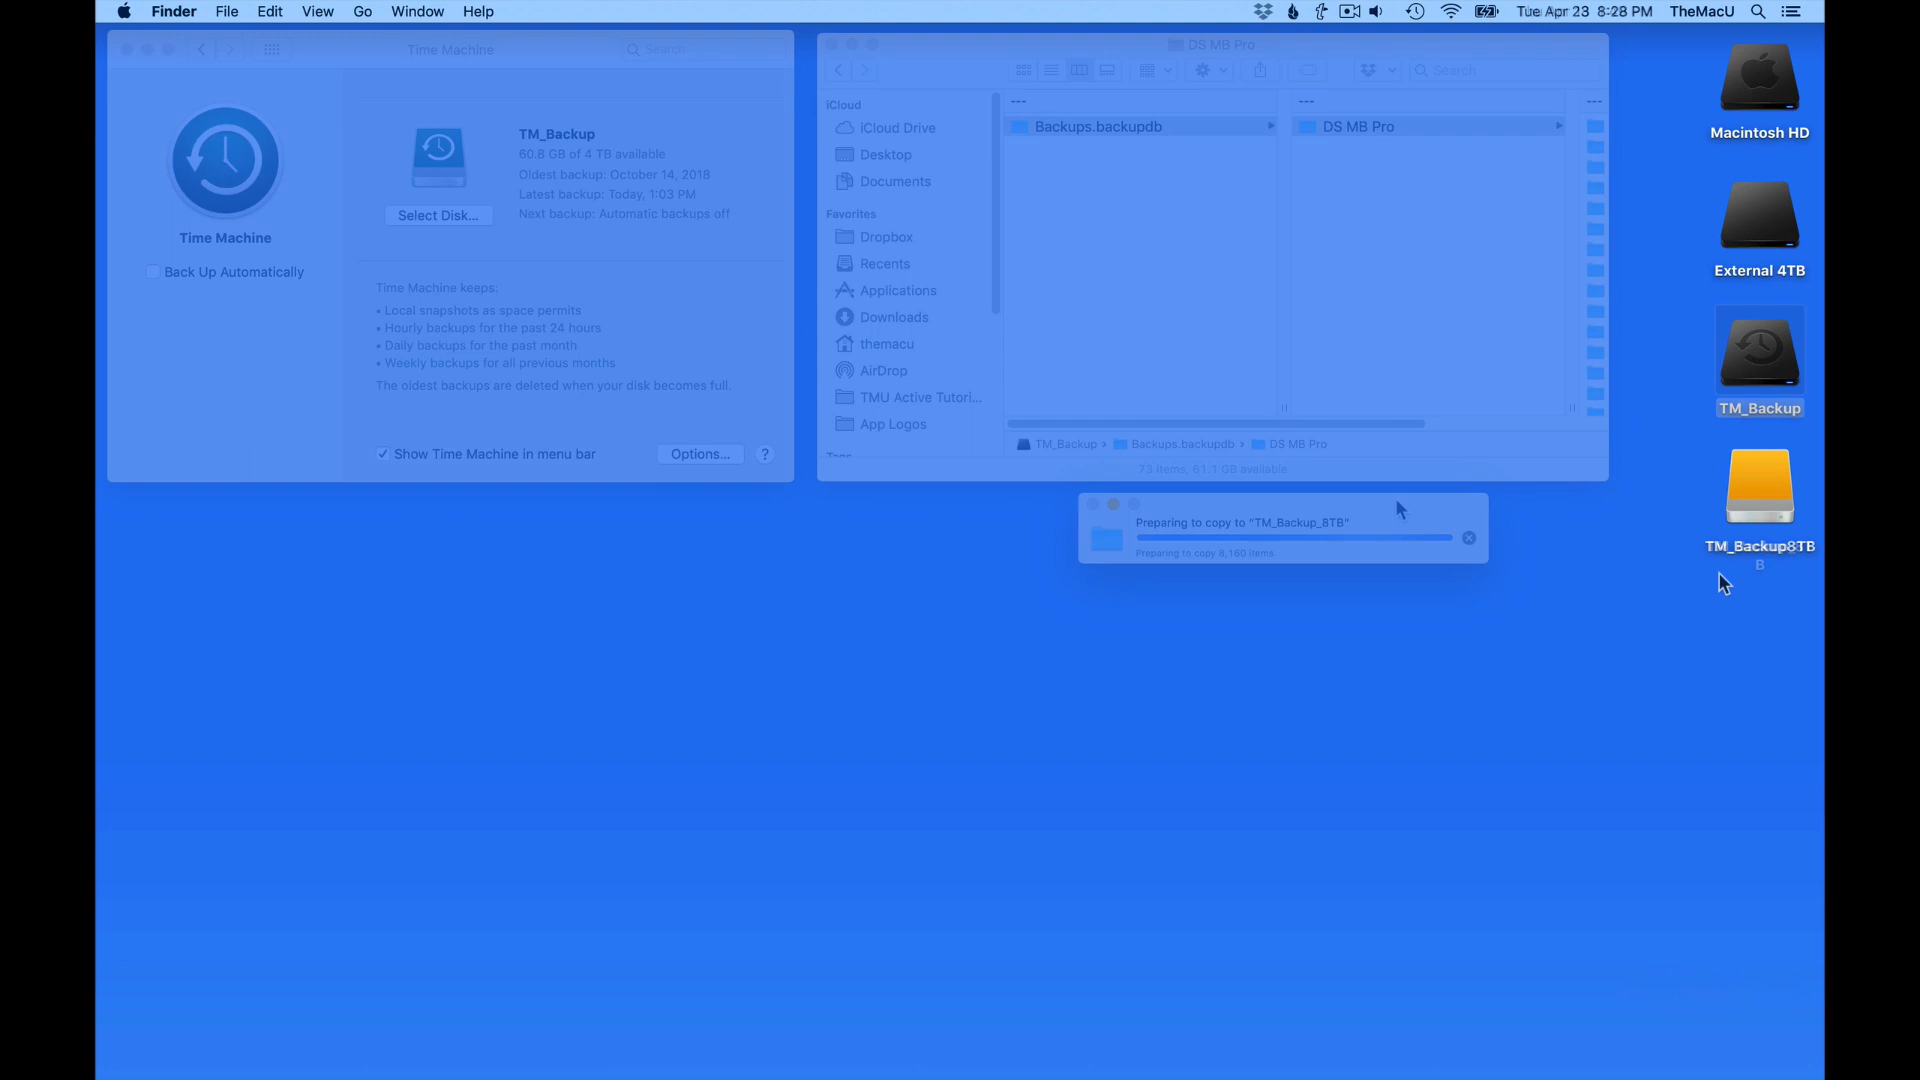 Finder File Edit View Go Window Help
Tue Apr 23 8:28 PM TheMacU
Time Machine
Search
Time Machine
Back Up Automatically
TM_Backup
60.8 GB of 4 TB available
Oldest backup: October 14, 2018
Latest backup: Today, 1:03 PM
Next backup: Automatic backups off
Select Disk...
Time Machine keeps:
• Local snapshots as space permits
• Hourly backups for the past 24 hours
• Daily backups for the past month
• Weekly backups for all previous months
The oldest backups are deleted when your disk becomes full.
Show Time Machine in menu bar
Options...
?
DS MB Pro
Search
iCloud
iCloud Drive
Desktop
Documents
Favorites
Dropbox
Recents
Applications
Downloads
themacu
AirDrop
TMU Active Tutori...
App Logos
Tags
---
Backups.backupdb
---
DS MB Pro
---
TM_Backup › Backups.backupdb › DS MB Pro
73 items, 61.1 GB available
Preparing to copy to "TM_Backup_8TB"
Preparing to copy 8,160 items
Macintosh HD
External 4TB
TM_Backup
TM_Backup8TB
B